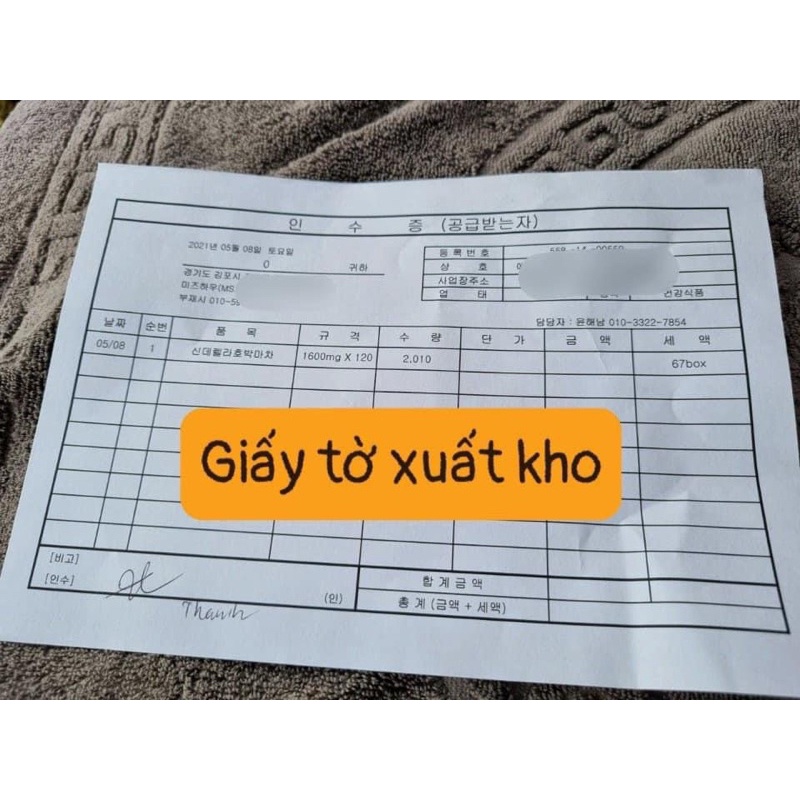 인 수 증 (공급받는자)
2021년 05월 08일 토요일
0 귀하
경기도 김포시
미즈하우(MS
부재시 010-59
등 록 번 호
상 호
사업장주소
업 태 건강식품
담당자 : 은해남 010-3322-7854
날짜 순번 품 목 규 격 수 량 단 가 금 액 세 액
05/08 1 신데렐라호박마차 1600mg X 120 2,010 67box
Giấy tờ xuất kho
[비고]
[인수] (인)
Thanh
합 계 금 액
총 계 (금액 + 세액)